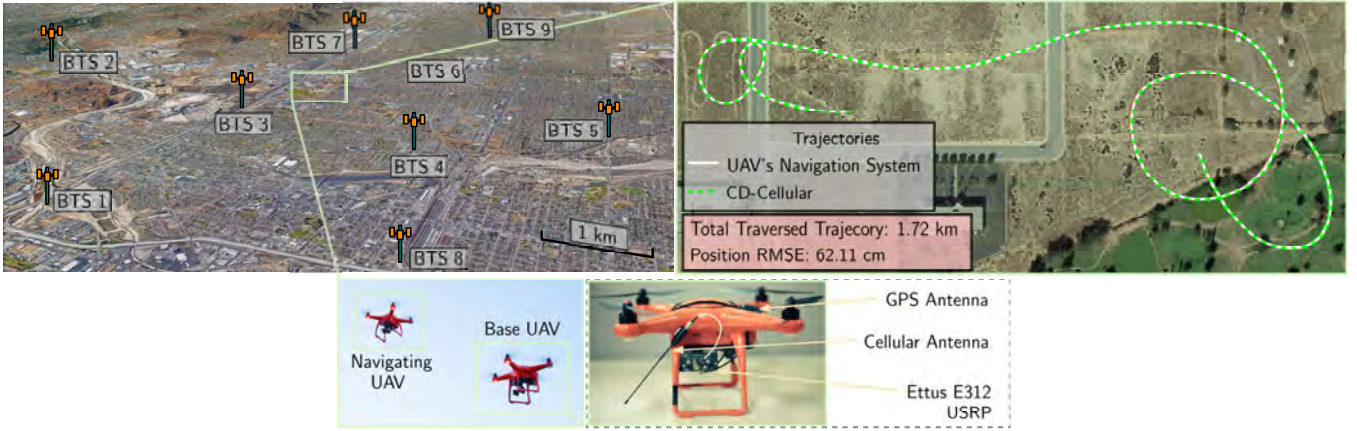 BTS 2
BTS 7
BTS 9
BTS 6
BTS 3
BTS 5
BTS 4
BTS 1
BTS 8
1 km
Trajectories
UAV's Navigation System
CD-Cellular
Total Traversed Trajecory: 1.72 km
Position RMSE: 62.11 cm
Navigating
UAV
Base UAV
GPS Antenna
Cellular Antenna
Ettus E312
USRP